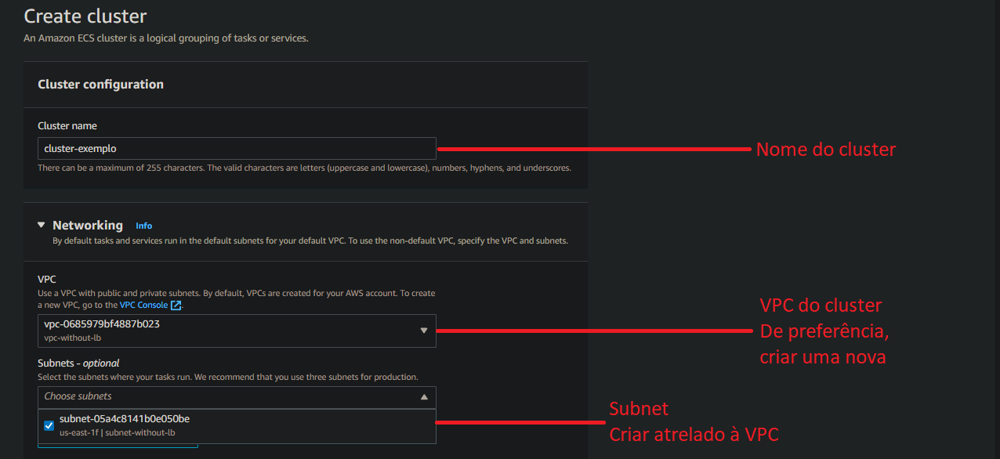 Create cluster
An Amazon ECS cluster is a logical grouping of tasks or services.
Cluster configuration
Cluster name
cluster-exemplo
Nome do cluster
There can be a maximum of 255 characters. The valid characters are letters (uppercase and lowercase), numbers, hyphens, and underscores.
Networking Info
By default tasks and services run in the default subnets for your default VPC. To use the non-default VPC, specify the VPC and subnets.
VPC
Use a VPC with public and private subnets. By default, VPCs are created for your AWS account. To create
a new VPC, go to the VPC Console.
vpc-0685979bf4887b023
vpc-without-lb
VPC do cluster
De preferência,
criar uma nova
Subnets - optional
Select the subnets where your tasks run. We recommend that you use three subnets for production.
Choose subnets
subnet-05a4c8141b0e050be
us-east-1f | subnet-without-lb
Subnet
Criar atrelado à VPC